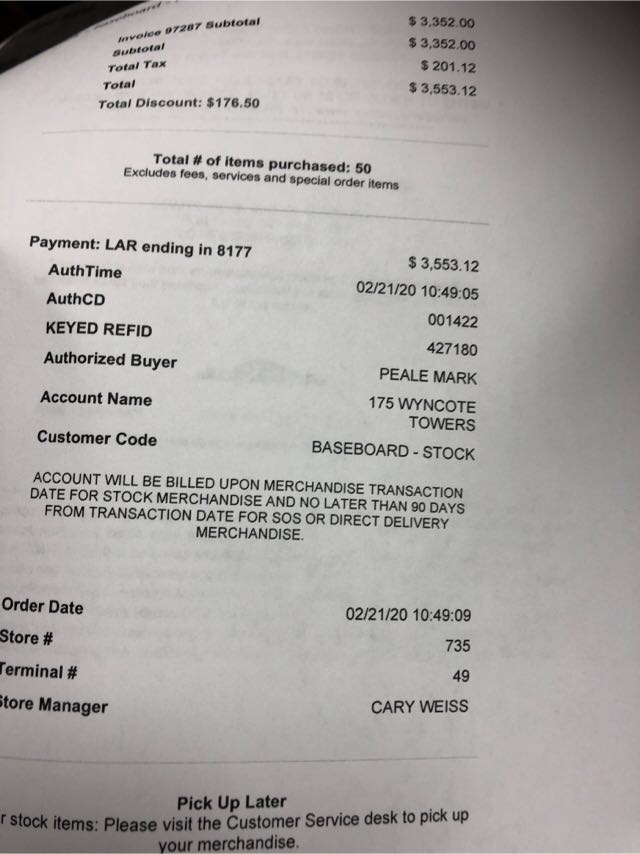 Invoice 97287 Subtotal $ 3,352.00
Subtotal $ 3,352.00
Total Tax $ 201.12
Total $ 3,553.12
Total Discount: $176.50
Total # of items purchased: 50
Excludes fees, services and special order items
Payment: LAR ending in 8177 $ 3,553.12
AuthTime 02/21/20 10:49:05
AuthCD 001422
KEYED REFID 427180
Authorized Buyer PEALE MARK
Account Name 175 WYNCOTE
TOWERS
Customer Code BASEBOARD - STOCK
ACCOUNT WILL BE BILLED UPON MERCHANDISE TRANSACTION
DATE FOR STOCK MERCHANDISE AND NO LATER THAN 90 DAYS
FROM TRANSACTION DATE FOR SOS OR DIRECT DELIVERY
MERCHANDISE.
Order Date 02/21/20 10:49:09
Store # 735
Terminal # 49
Store Manager CARY WEISS
Pick Up Later
r stock items: Please visit the Customer Service desk to pick up
your merchandise.